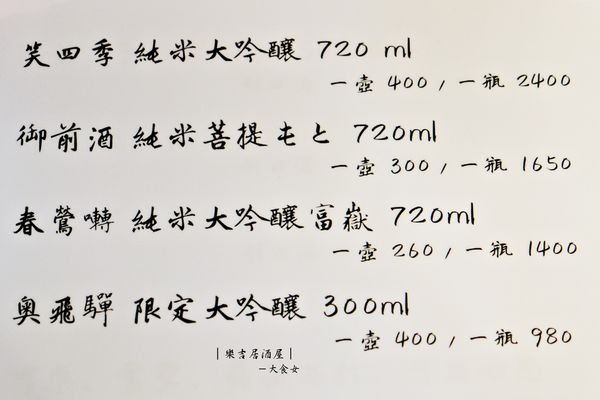 笑四季 純米大吟釀 720 ml
一壺 400 , 一瓶 2400
御前酒 純米菩提もと 720ml
一壺 300 , 一瓶 1650
春鶯囀 純米大吟釀富嶽 720ml
一壺 260 , 一瓶 1400
奧飛驒 限定大吟釀 300ml
一壺 400 , 一瓶 980
|樂吉居酒屋|
－大食女